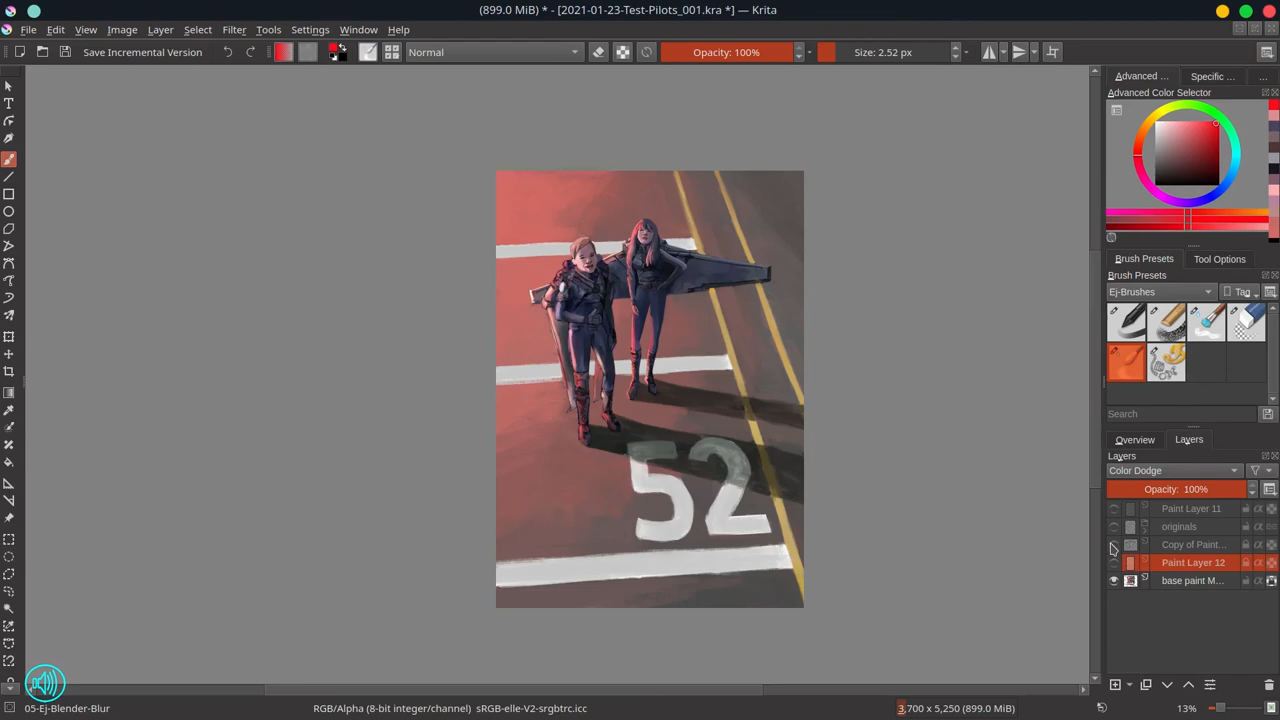 (899.0 MiB) * - [2021-01-23-Test-Pilots_001.kra *] — Krita
File Edit View Image Layer Select Filter Tools Settings Window Help
Save Incremental Version Normal Opacity: 100% Size: 2.52 px
Advanced ... Specific ... ...
Advanced Color Selector
Brush Presets Tool Options
Brush Presets
Ej-Brushes Tag
Search
Overview Layers
Layers
Color Dodge
Opacity: 100%
Paint Layer 11
originals
Copy of Paint...
Paint Layer 12
base paint M...
52
05-Ej-Blender-Blur RGB/Alpha (8-bit integer/channel) sRGB-elle-V2-srgbtrc.icc 3,700 x 5,250 (899.0 MiB) 13%